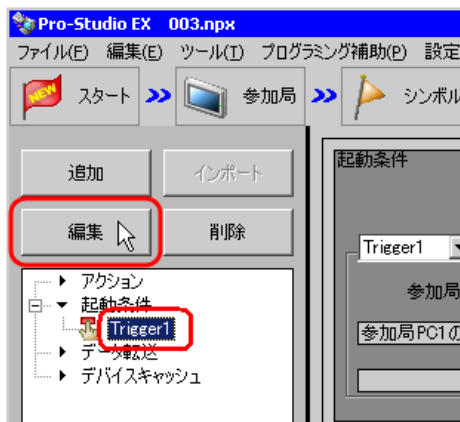 Pro-Studio EX 003.npx
ファイル(F) 編集(E) ツール(T) プログラミング補助(P) 設定
NEW スタート 参加局 シンボル
追加 インポート
編集 削除
アクション
起動条件
Trigger1
データ転送
デバイスキャッシュ
起動条件
Trigger1
参加局
参加局PC1の